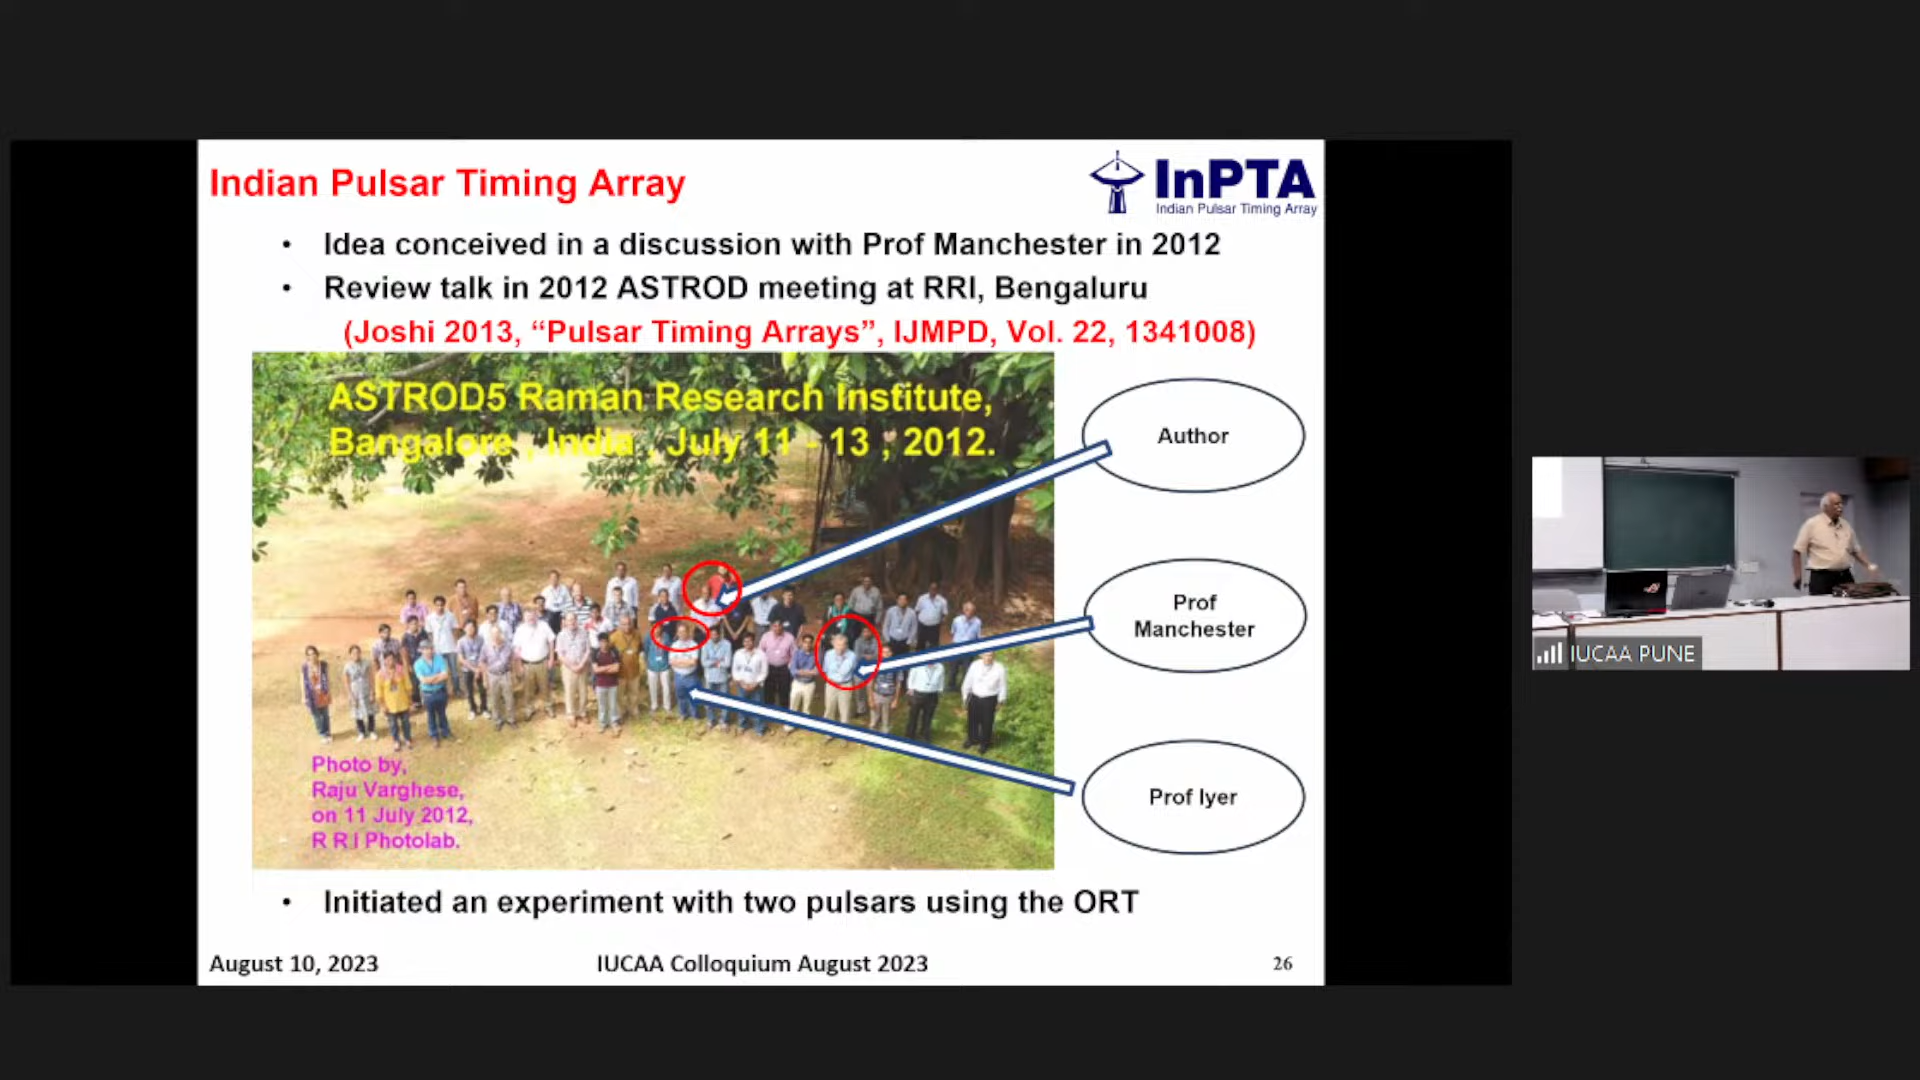 Indian Pulsar Timing Array
InPTA
Indian Pulsar Timing Array
• Idea conceived in a discussion with Prof Manchester in 2012
• Review talk in 2012 ASTROD meeting at RRI, Bengaluru
(Joshi 2013, “Pulsar Timing Arrays”, IJMPD, Vol. 22, 1341008)
ASTROD5 Raman Research Institute,
Bangalore , India , July 11 - 13 , 2012.
Author
Prof
Manchester
Prof Iyer
Photo by,
Raju Varghese,
on 11 July 2012,
R R I Photolab.
• Initiated an experiment with two pulsars using the ORT
August 10, 2023
IUCAA Colloquium August 2023
26
IUCAA PUNE